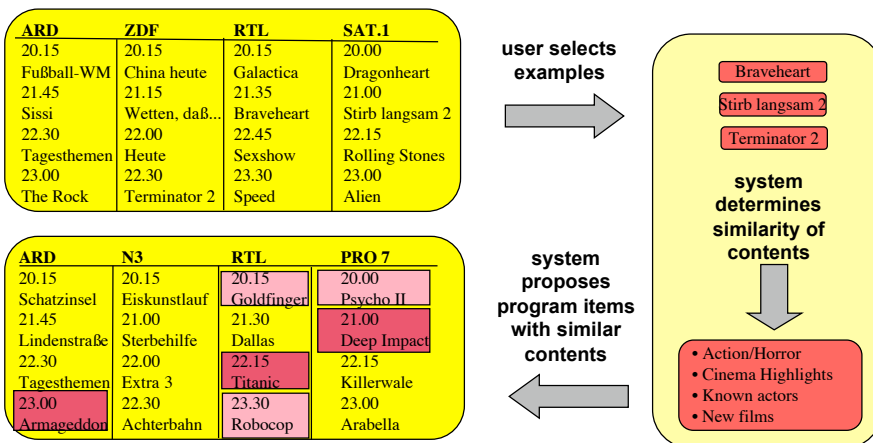 ARD ZDF RTL SAT.1
20.15 20.15 20.15 20.00
Fußball-WM China heute Galactica Dragonheart
21.45 21.15 21.35 21.00
Sissi Wetten, daß... Braveheart Stirb langsam 2
22.30 22.00 22.45 22.15
Tagesthemen Heute Sexshow Rolling Stones
23.00 22.30 23.30 23.00
The Rock Terminator 2 Speed Alien
user selects
examples
Braveheart
Stirb langsam 2
Terminator 2
system
determines
similarity of
contents
• Action/Horror
• Cinema Highlights
• Known actors
• New films
system
proposes
program items
with similar
contents
ARD N3 RTL PRO 7
20.15 20.15 20.15 20.00
Schatzinsel Eiskunstlauf Goldfinger Psycho II
21.45 21.00 21.30 21.00
Lindenstraße Sterbehilfe Dallas Deep Impact
22.30 22.00 22.15 22.15
Tagesthemen Extra 3 Titanic Killerwale
23.00 22.30 23.30 23.00
Armageddon Achterbahn Robocop Arabella